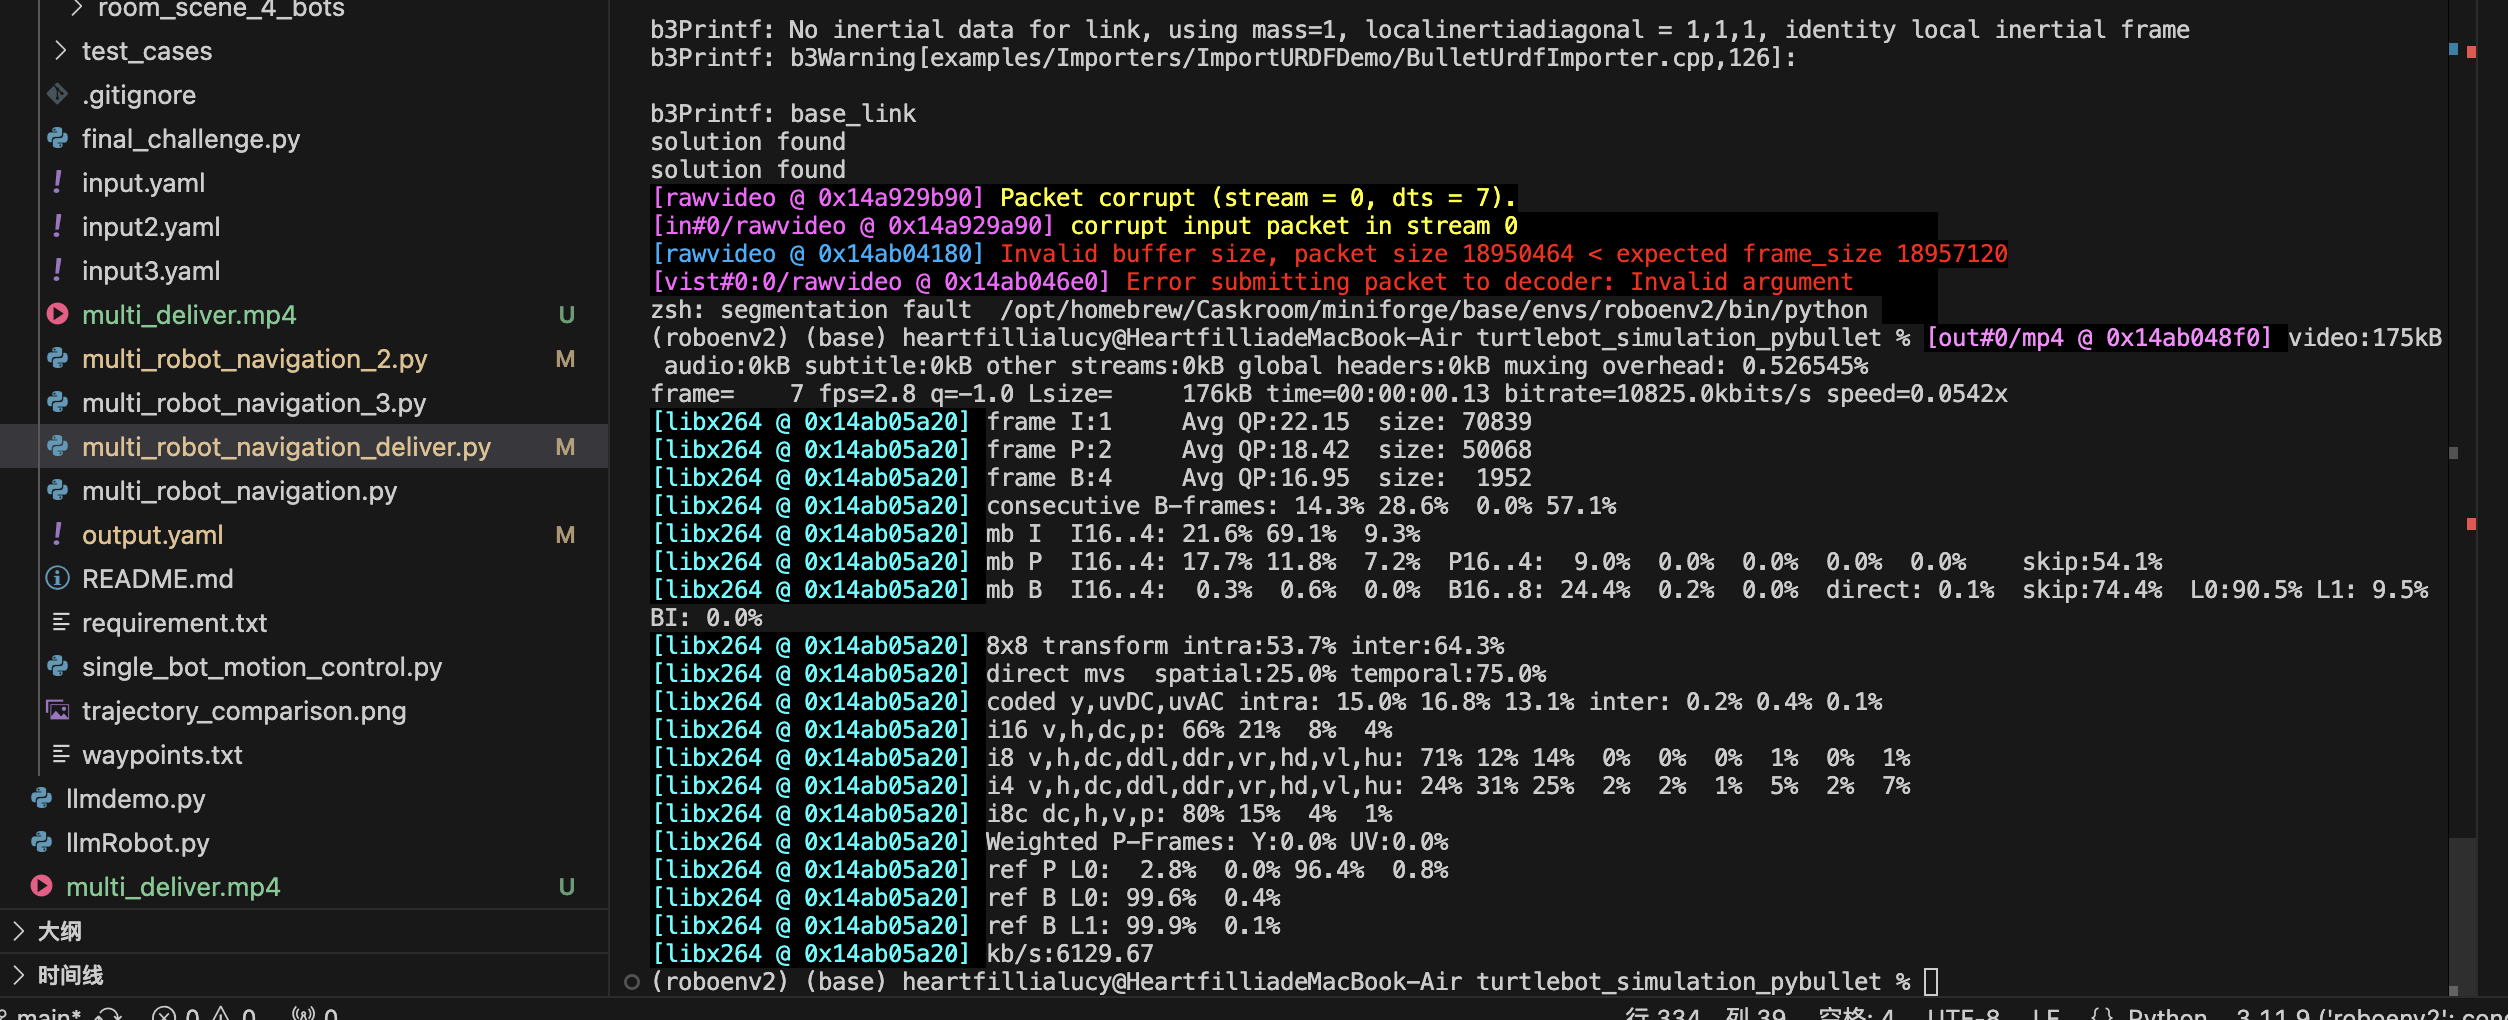 room_scene_4_bots
test_cases
.gitignore
final_challenge.py
input.yaml
input2.yaml
input3.yaml
multi_deliver.mp4 U
multi_robot_navigation_2.py M
multi_robot_navigation_3.py
multi_robot_navigation_deliver.py M
multi_robot_navigation.py
output.yaml M
README.md
requirement.txt
single_bot_motion_control.py
trajectory_comparison.png
waypoints.txt
llmdemo.py
llmRobot.py
multi_deliver.mp4 U
大纲
时间线
b3Printf: No inertial data for link, using mass=1, localinertiadiagonal = 1,1,1, identity local inertial frame
b3Printf: b3Warning[examples/Importers/ImportURDFDemo/BulletUrdfImporter.cpp,126]:
b3Printf: base_link
solution found
solution found
[rawvideo @ 0x14a929b90] Packet corrupt (stream = 0, dts = 7).
[in#0/rawvideo @ 0x14a929a90] corrupt input packet in stream 0
[rawvideo @ 0x14ab04180] Invalid buffer size, packet size 18950464 < expected frame_size 18957120
[vist#0:0/rawvideo @ 0x14ab046e0] Error submitting packet to decoder: Invalid argument
zsh: segmentation fault  /opt/homebrew/Caskroom/miniforge/base/envs/roboenv2/bin/python
(roboenv2) (base) heartfillialucy@HeartfilliadeMacBook-Air turtlebot_simulation_pybullet % [out#0/mp4 @ 0x14ab048f0] video:175kB
 audio:0kB subtitle:0kB other streams:0kB global headers:0kB muxing overhead: 0.526545%
frame=    7 fps=2.8 q=-1.0 Lsize=     176kB time=00:00:00.13 bitrate=10825.0kbits/s speed=0.0542x
[libx264 @ 0x14ab05a20] frame I:1     Avg QP:22.15  size: 70839
[libx264 @ 0x14ab05a20] frame P:2     Avg QP:18.42  size: 50068
[libx264 @ 0x14ab05a20] frame B:4     Avg QP:16.95  size:  1952
[libx264 @ 0x14ab05a20] consecutive B-frames: 14.3% 28.6%  0.0% 57.1%
[libx264 @ 0x14ab05a20] mb I  I16..4: 21.6% 69.1%  9.3%
[libx264 @ 0x14ab05a20] mb P  I16..4: 17.7% 11.8%  7.2%  P16..4:  9.0%  0.0%  0.0%  0.0%  0.0%    skip:54.1%
[libx264 @ 0x14ab05a20] mb B  I16..4:  0.3%  0.6%  0.0%  B16..8: 24.4%  0.2%  0.0%  direct: 0.1%  skip:74.4%  L0:90.5% L1: 9.5%
BI: 0.0%
[libx264 @ 0x14ab05a20] 8x8 transform intra:53.7% inter:64.3%
[libx264 @ 0x14ab05a20] direct mvs  spatial:25.0% temporal:75.0%
[libx264 @ 0x14ab05a20] coded y,uvDC,uvAC intra: 15.0% 16.8% 13.1% inter: 0.2% 0.4% 0.1%
[libx264 @ 0x14ab05a20] i16 v,h,dc,p: 66% 21%  8%  4%
[libx264 @ 0x14ab05a20] i8 v,h,dc,ddl,ddr,vr,hd,vl,hu: 71% 12% 14%  0%  0%  0%  1%  0%  1%
[libx264 @ 0x14ab05a20] i4 v,h,dc,ddl,ddr,vr,hd,vl,hu: 24% 31% 25%  2%  2%  1%  5%  2%  7%
[libx264 @ 0x14ab05a20] i8c dc,h,v,p: 80% 15%  4%  1%
[libx264 @ 0x14ab05a20] Weighted P-Frames: Y:0.0% UV:0.0%
[libx264 @ 0x14ab05a20] ref P L0:  2.8%  0.0% 96.4%  0.8%
[libx264 @ 0x14ab05a20] ref B L0: 99.6%  0.4%
[libx264 @ 0x14ab05a20] ref B L1: 99.9%  0.1%
[libx264 @ 0x14ab05a20] kb/s:6129.67
(roboenv2) (base) heartfillialucy@HeartfilliadeMacBook-Air turtlebot_simulation_pybullet %
main* 0 0 0 行 334, 列 39 空格: 4 UTF-8 LF {} Python 3.11.9 ('roboenv2':